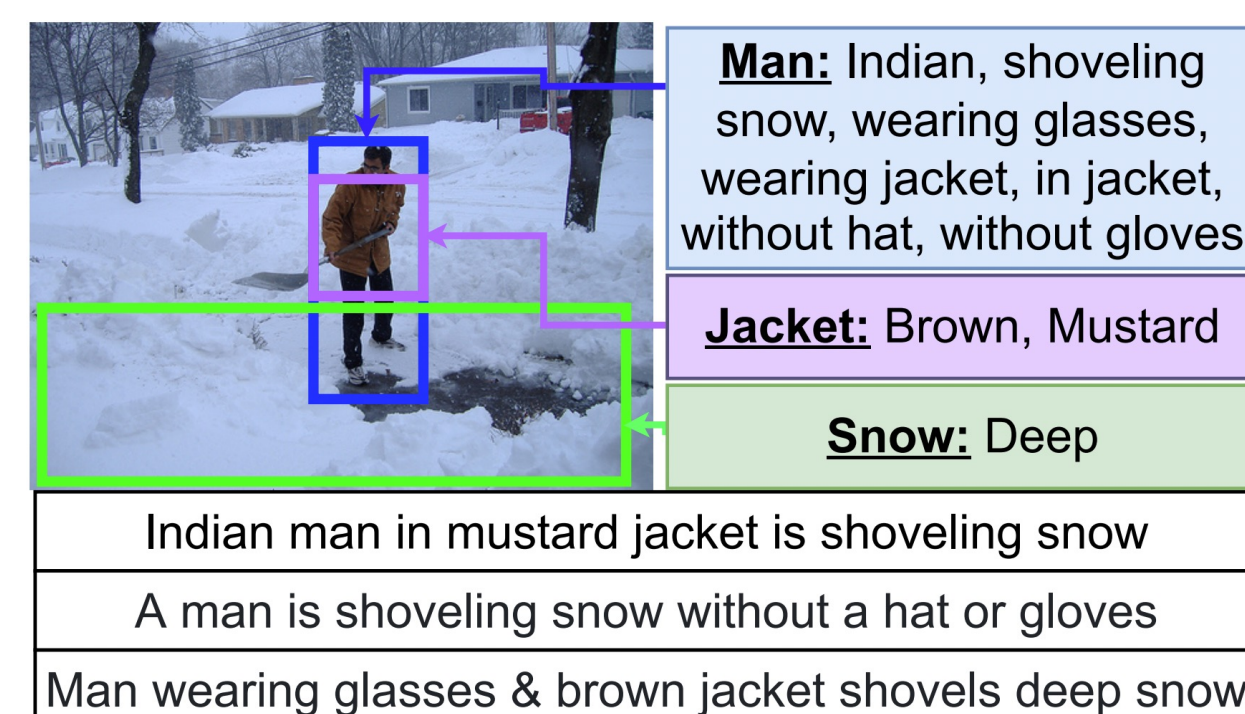 Man: Indian, shoveling
snow, wearing glasses,
wearing jacket, in jacket,
without hat, without gloves
Jacket: Brown, Mustard
Snow: Deep
Indian man in mustard jacket is shoveling snow
A man is shoveling snow without a hat or gloves
Man wearing glasses & brown jacket shovels deep snow